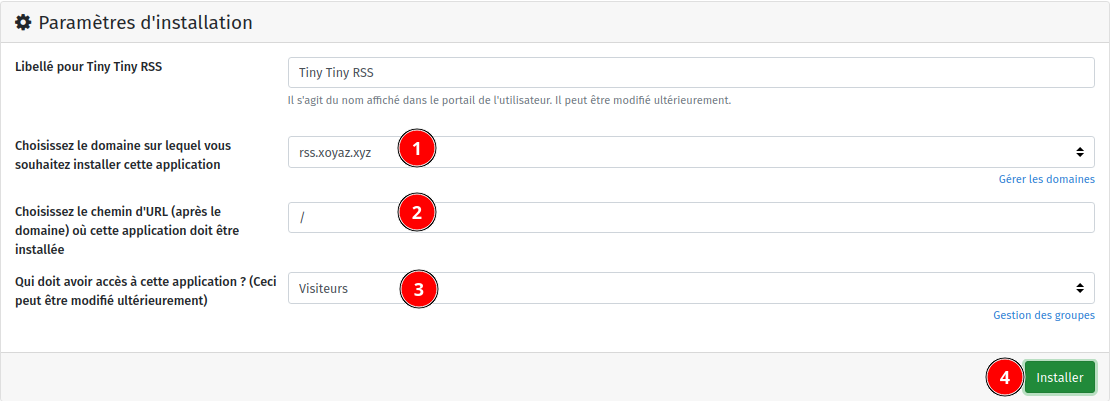 Paramètres d'installation
Libellé pour Tiny Tiny RSS
Tiny Tiny RSS
Il s'agit du nom affiché dans le portail de l'utilisateur. Il peut être modifié ultérieurement.
Choisissez le domaine sur lequel vous
souhaitez installer cette application
rss.xoyaz.xyz
1
Gérer les domaines
Choisissez le chemin d'URL (après le
domaine) où cette application doit être
installée
/
2
Qui doit avoir accès à cette application ? (Ceci
peut être modifié ultérieurement)
Visiteurs
3
Gestion des groupes
4
Installer